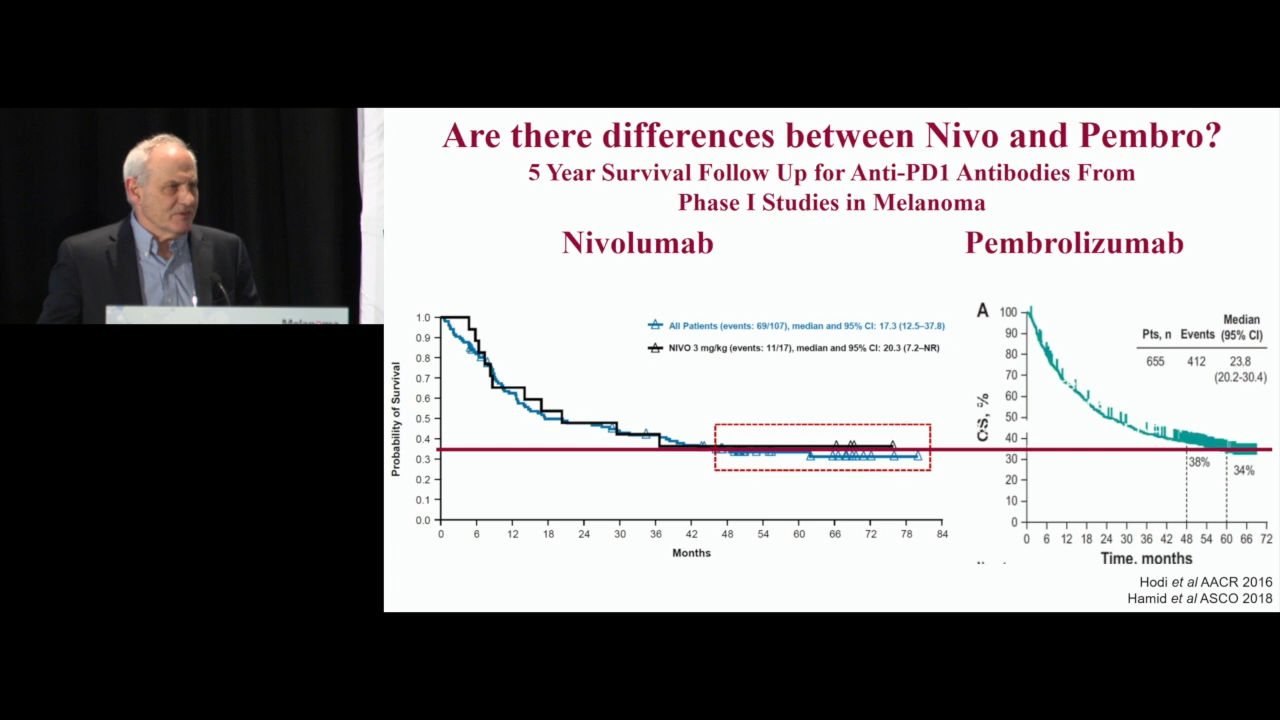 Are there differences between Nivo and Pembro?
5 Year Survival Follow Up for Anti-PD1 Antibodies From
Phase I Studies in Melanoma
Nivolumab
Pembrolizumab
1.0
0.9
0.8
0.7
0.6
0.5
0.4
0.3
0.2
0.1
0.0
Probability of Survival
All Patients (events: 69/107), median and 95% CI: 17.3 (12.5–37.8)
NIVO 3 mg/kg (events: 11/17), median and 95% CI: 20.3 (7.2–NR)
0 6 12 18 24 30 36 42 48 54 60 66 72 78 84
Months
A
100
90
80
70
60
50
40
30
20
10
0
OS, %
Median
Pts, n Events (95% CI)
655 412 23.8
(20.2-30.4)
38%
34%
0 6 12 18 24 30 36 42 48 54 60 66 72
Time, months
Hodi et al AACR 2016
Hamid et al ASCO 2018